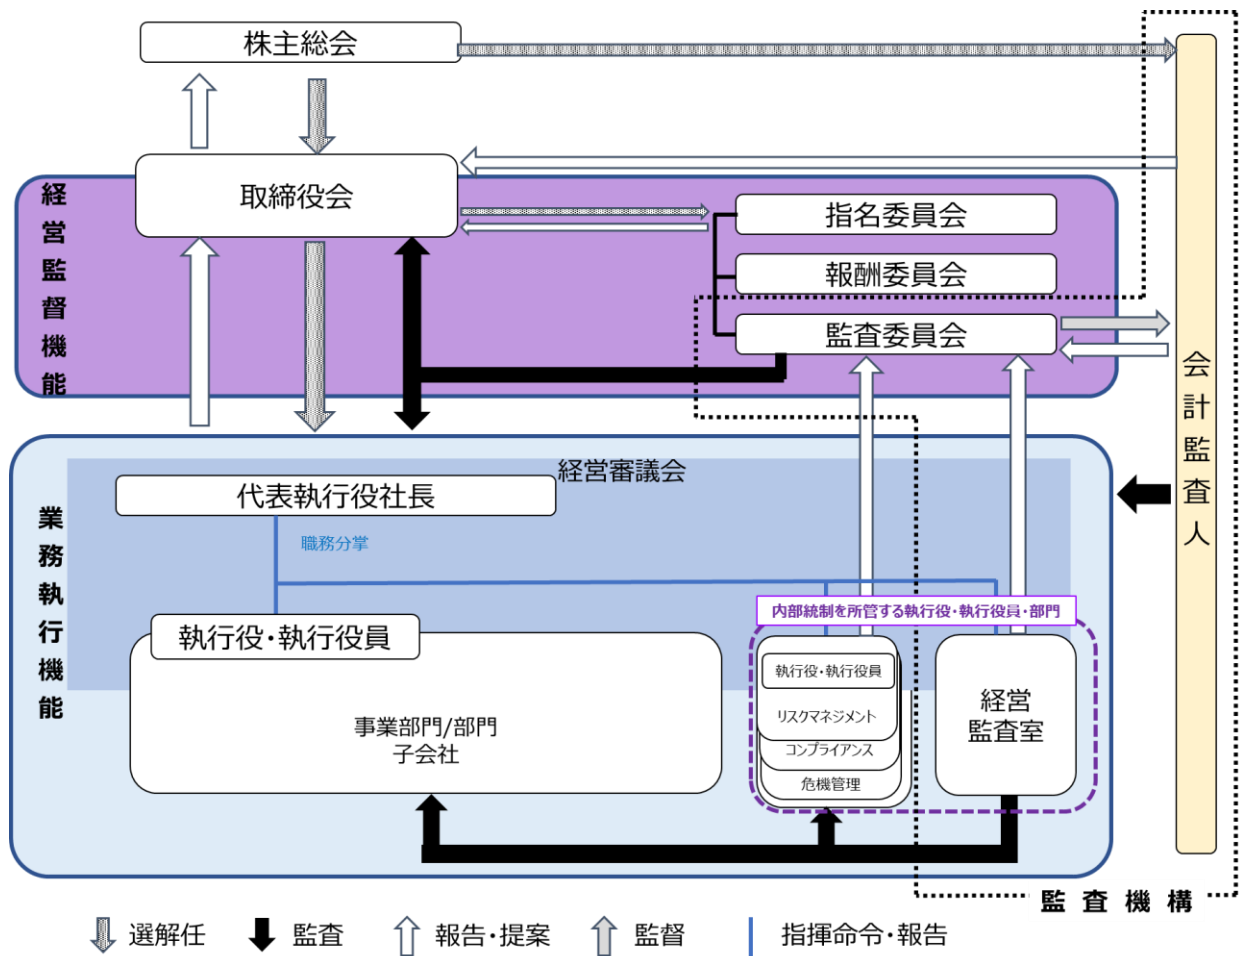 株主総会
取締役会
経営監督機能
指名委員会
報酬委員会
監査委員会
会計監査人
経営審議会
代表執行役社長
職務分掌
業務執行機能
内部統制を所管する執行役・執行役員・部門
執行役・執行役員
事業部門/部門
子会社
執行役・執行役員
リスクマネジメント
コンプライアンス
危機管理
経営
監査室
監査機構
選解任
監査
報告・提案
監督
指揮命令・報告